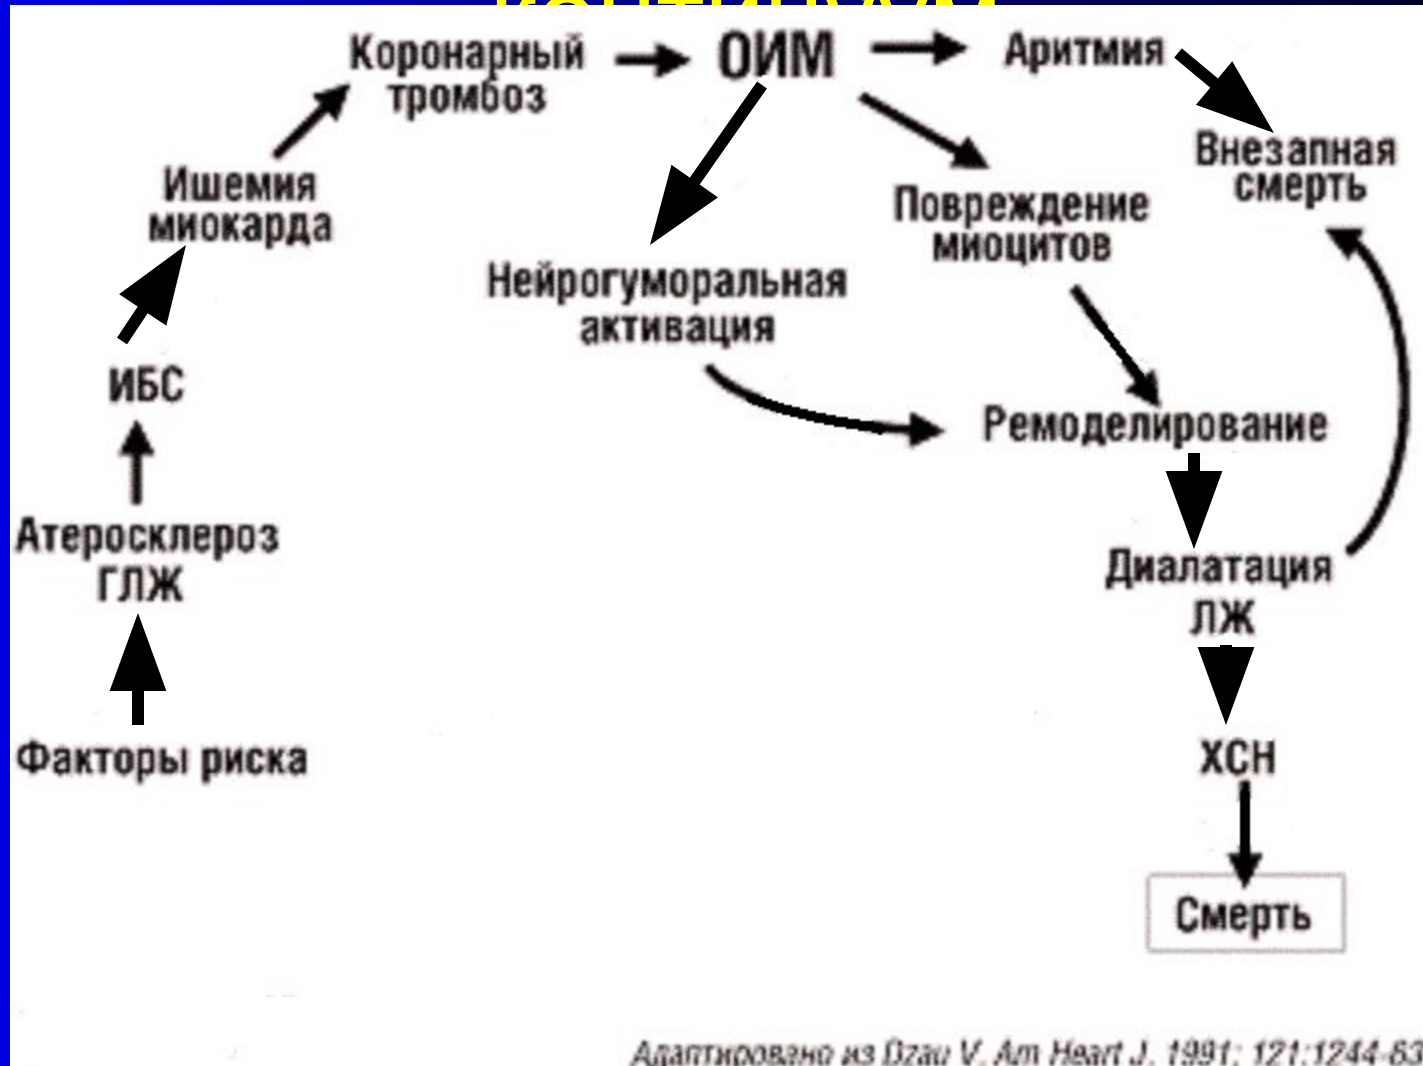 континуум
Коронарный
тромбоз
ОИМ
Аритмия
Внезапная
смерть
Ишемия
миокарда
Повреждение
миоцитов
Нейрогуморальная
активация
ИБС
Ремоделирование
Атеросклероз
ГЛЖ
Диалатация
ЛЖ
Факторы риска
ХСН
Смерть
Адаптировано из Dzau V. Am Heart J. 1991; 121:1244-63